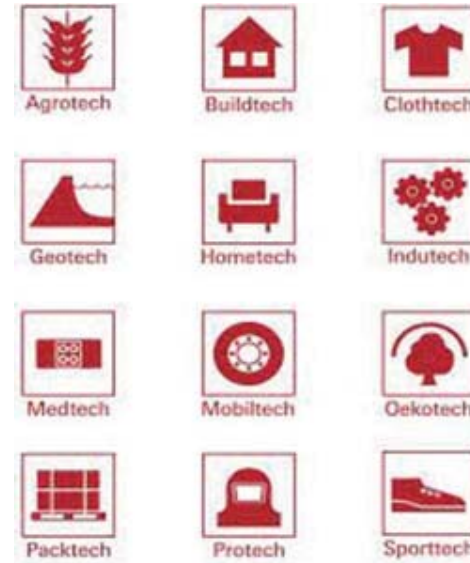 Agrotech Buildtech Clothtech
Geotech Hometech Indutech
Medtech Mobiltech Oekotech
Packtech Protech Sporttech